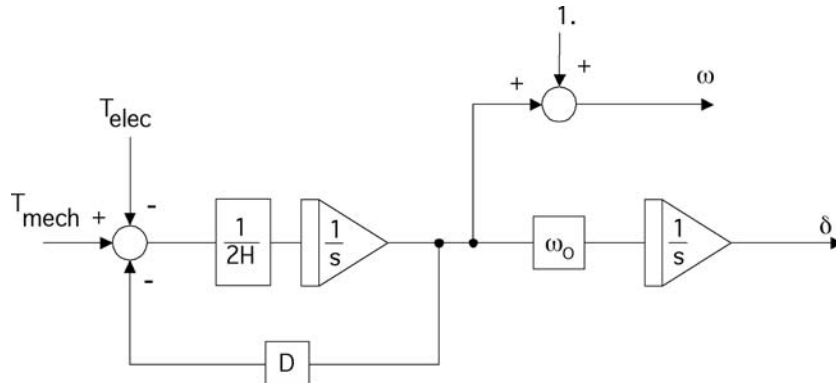 1.
+
+
ω
T_elec
T_mech +
-
1
2H
1
s
ω_O
1
s
δ
-
D